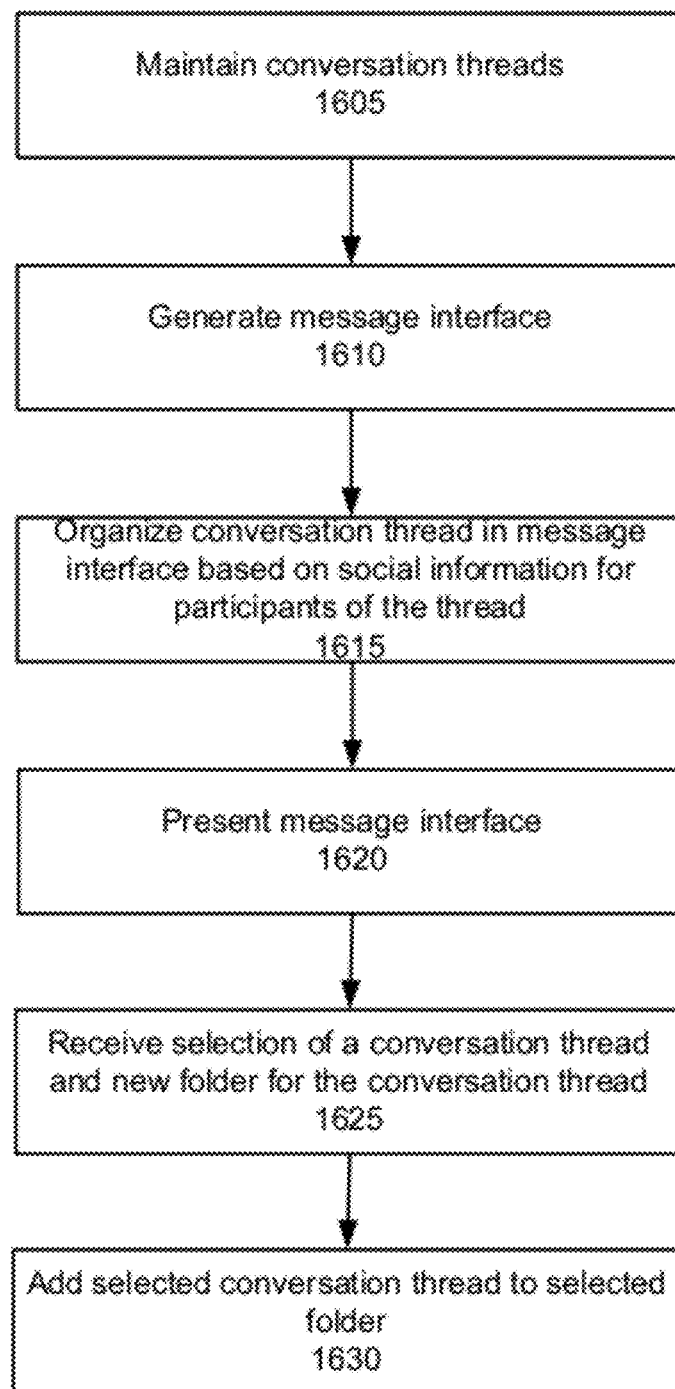 Maintain conversation threads
1605
Generate message interface
1610
Organize conversation thread in message
interface based on social information for
participants of the thread
1615
Present message interface
1620
Receive selection of a conversation thread
and new folder for the conversation thread
1625
Add selected conversation thread to selected
folder
1630